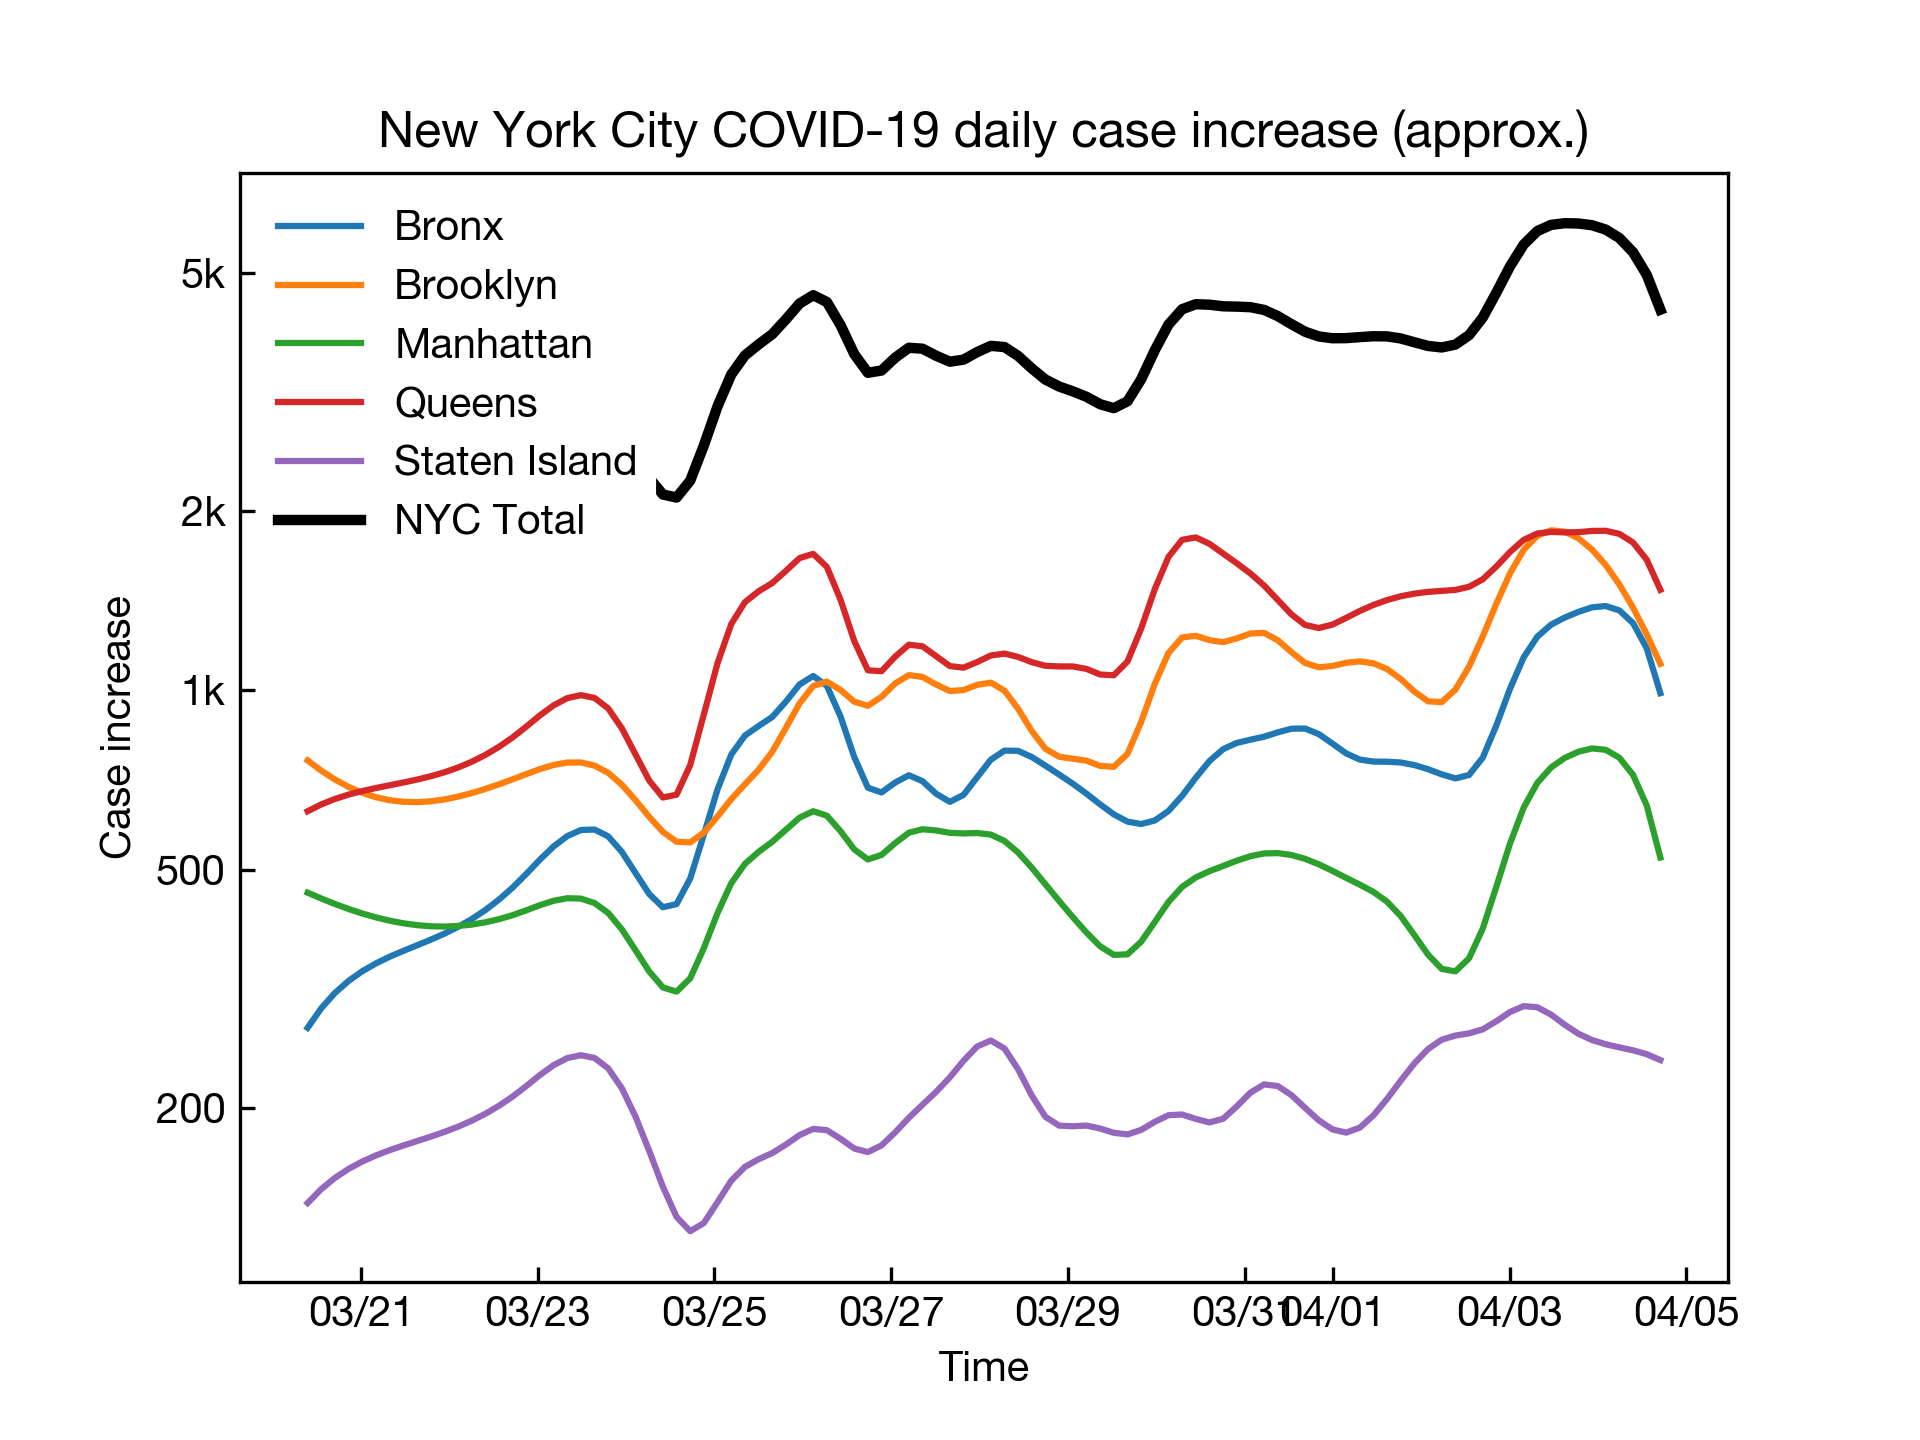 New York City COVID-19 daily case increase (approx.)
Bronx
Brooklyn
Manhattan
Queens
Staten Island
NYC Total
5k
2k
1k
500
200
Case increase
03/21 03/23 03/25 03/27 03/29 03/31 04/01 04/03 04/05
Time